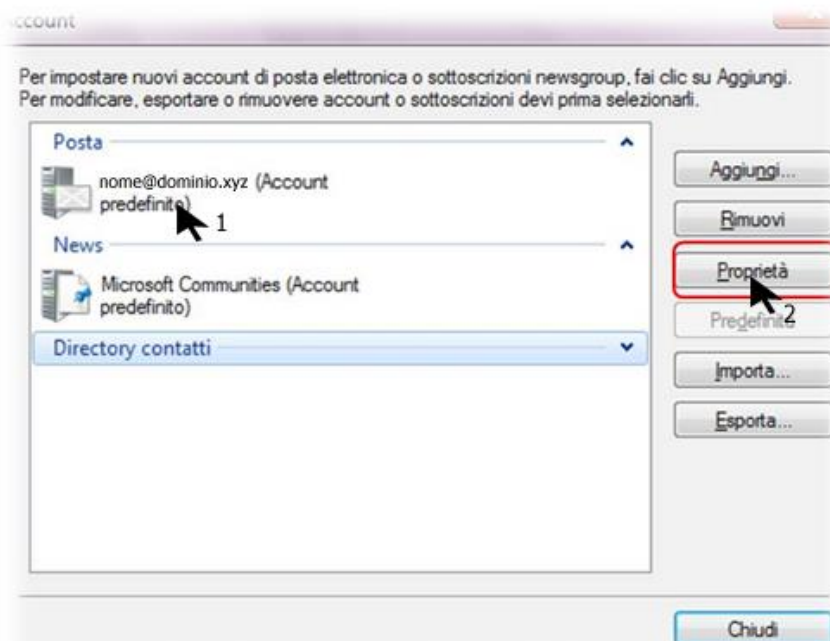 ccount
Per impostare nuovi account di posta elettronica o sottoscrizioni newsgroup, fai clic su Aggiungi.
Per modificare, esportare o rimuovere account o sottoscrizioni devi prima selezionarli.
Posta
nome@dominio.xyz (Account
predefinito)
1
News
Microsoft Communities (Account
predefinito)
Directory contatti
Aggiungi...
Rimuovi
Proprietà
2
Predefinito
Importa...
Esporta...
Chiudi